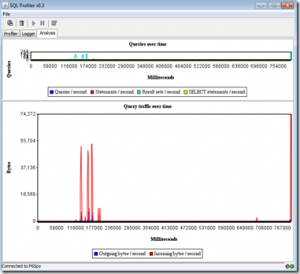 SQL Profiler v0.3
File
Profiler Logger Analysis
Queries over time
Queries
0 59000 116000 174000 232000 290000 348000 406000 464000 522000 580000 638000 696000 754000
Milliseconds
Queries / second Statements / second Result sets / second SELECT statements / second
Query traffic over time
74,272
55,704
37,136
18,568
0
Bytes
0 59000 118000 177000 236000 295000 354000 413000 472000 531000 590000 649000 708000 767000
Milliseconds
Outgoing bytes / second Incoming bytes / second
Connected to P6Spy